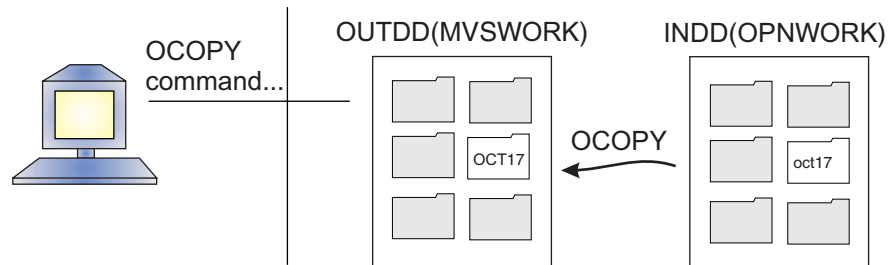 OCOPY
command...
OUTDD(MVSWORK)
INDD(OPNWORK)
OCT17
OCOPY
oct17